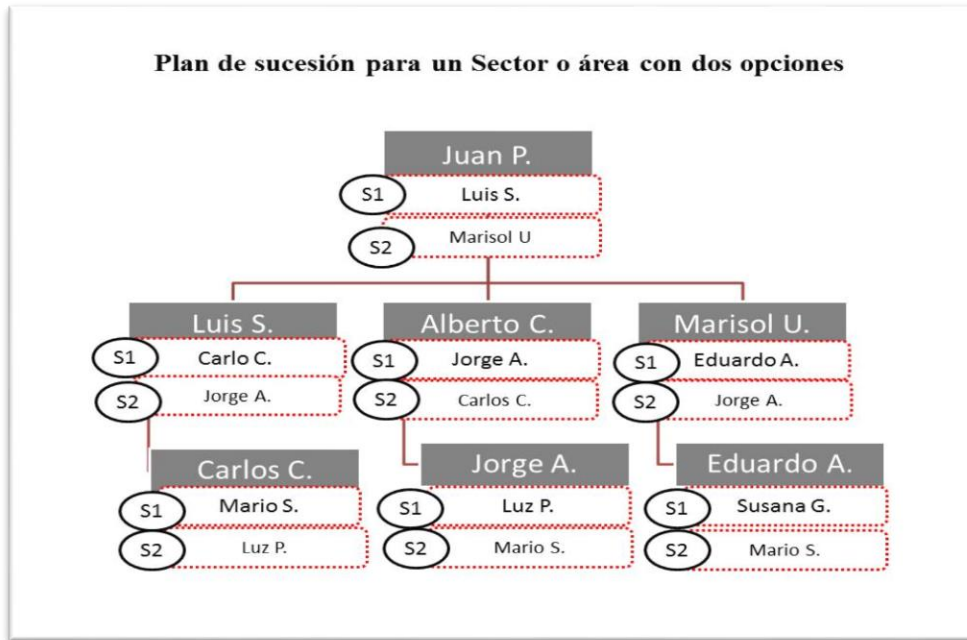 Plan de sucesión para un Sector o área con dos opciones
Juan P.
S1 Luis S.
S2 Marisol U
Luis S.
S1 Carlo C.
S2 Jorge A.
Alberto C.
S1 Jorge A.
S2 Carlos C.
Marisol U.
S1 Eduardo A.
S2 Jorge A.
Carlos C.
S1 Mario S.
S2 Luz P.
Jorge A.
S1 Luz P.
S2 Mario S.
Eduardo A.
S1 Susana G.
S2 Mario S.